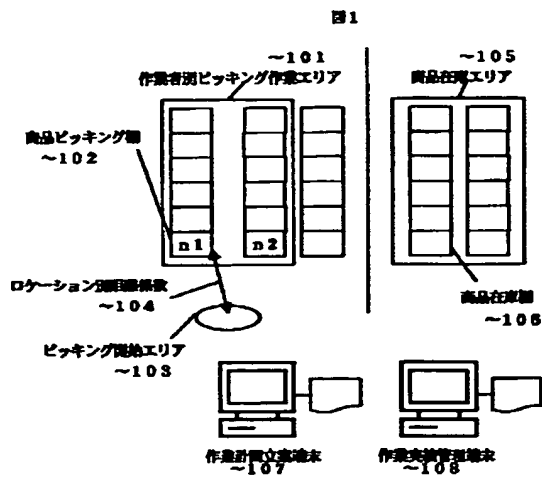 図1
～101
作業者別ピッキング作業エリア
～105
商品在庫エリア
商品ピッキング棚
～102
n1
n2
ロケーション別距離係数
～104
商品在庫棚
～106
ピッキング開始エリア
～103
作業計画立案端末
～107
作業実績管理端末
～108